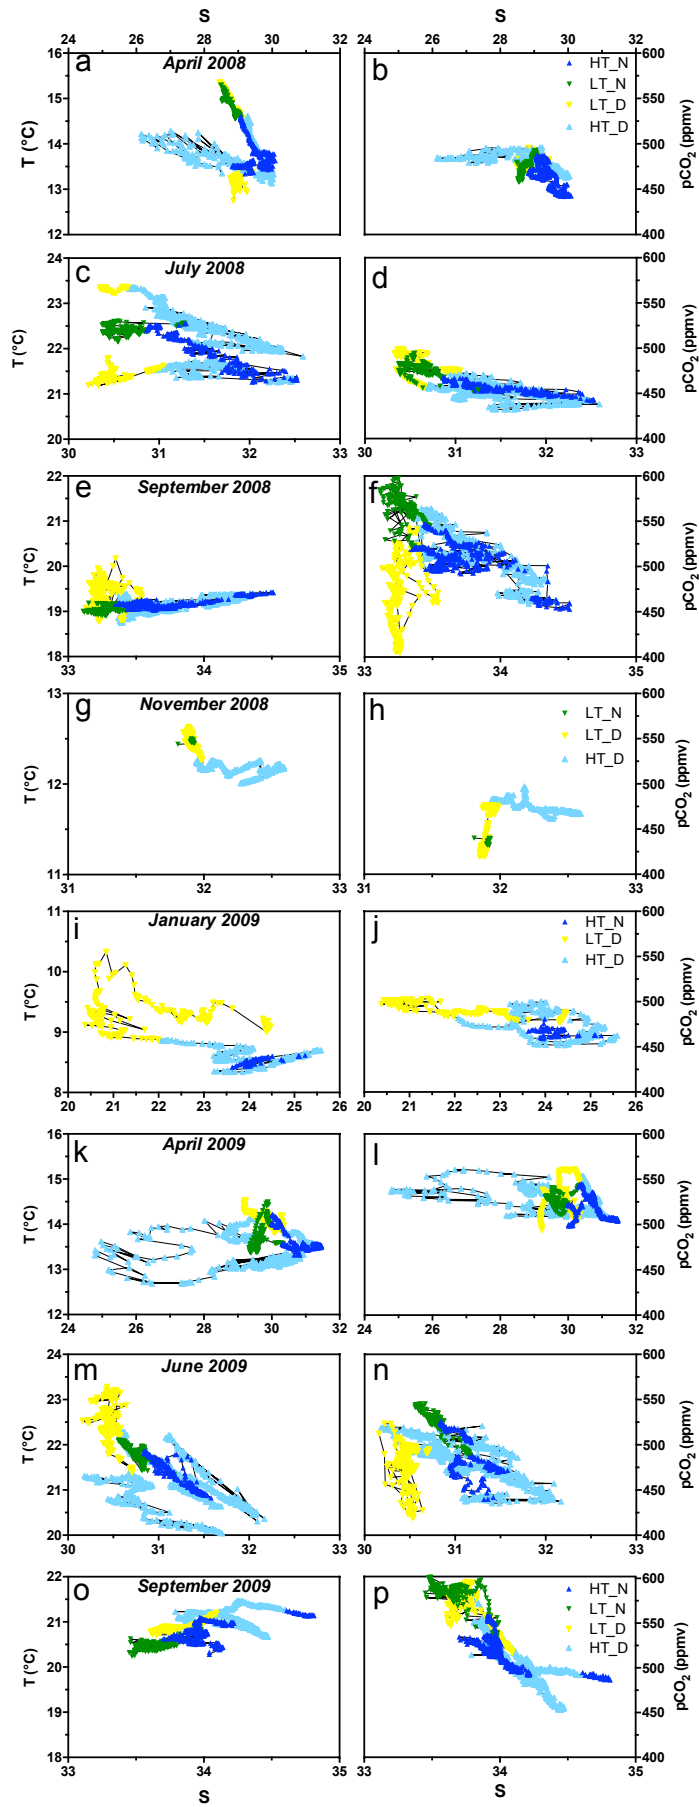 S S
24 26 28 30 32 24 26 28 30 32
a April 2008 b
16 15 14 13 12
T (°C)
600 550 500 450 400
pCO2 (ppmv)
HT_N
LT_N
LT_D
HT_D
c July 2008 d
24 23 22 21 20
T (°C)
600 550 500 450 400
pCO2 (ppmv)
30 31 32 33 30 31 32 33
e September 2008 f
22 21 20 19 18
T (°C)
600 550 500 450 400
pCO2 (ppmv)
33 34 35 33 34 35
g November 2008 h
13 12 11
T (°C)
600 550 500 450 400
pCO2 (ppmv)
LT_N
LT_D
HT_D
31 32 33 31 32 33
i January 2009 j
11 10 9 8
T (°C)
600 550 500 450 400
pCO2 (ppmv)
HT_N
LT_D
HT_D
20 21 22 23 24 25 26 20 21 22 23 24 25 26
k April 2009 l
16 15 14 13 12
T (°C)
600 550 500 450 400
pCO2 (ppmv)
24 26 28 30 32 24 26 28 30 32
m June 2009 n
24 23 22 21 20
T (°C)
600 550 500 450 400
pCO2 (ppmv)
30 31 32 33 30 31 32 33
o September 2009 p
22 21 20 19 18
T (°C)
600 550 500 450 400
pCO2 (ppmv)
HT_N
LT_N
LT_D
HT_D
33 34 35 33 34 35
S S